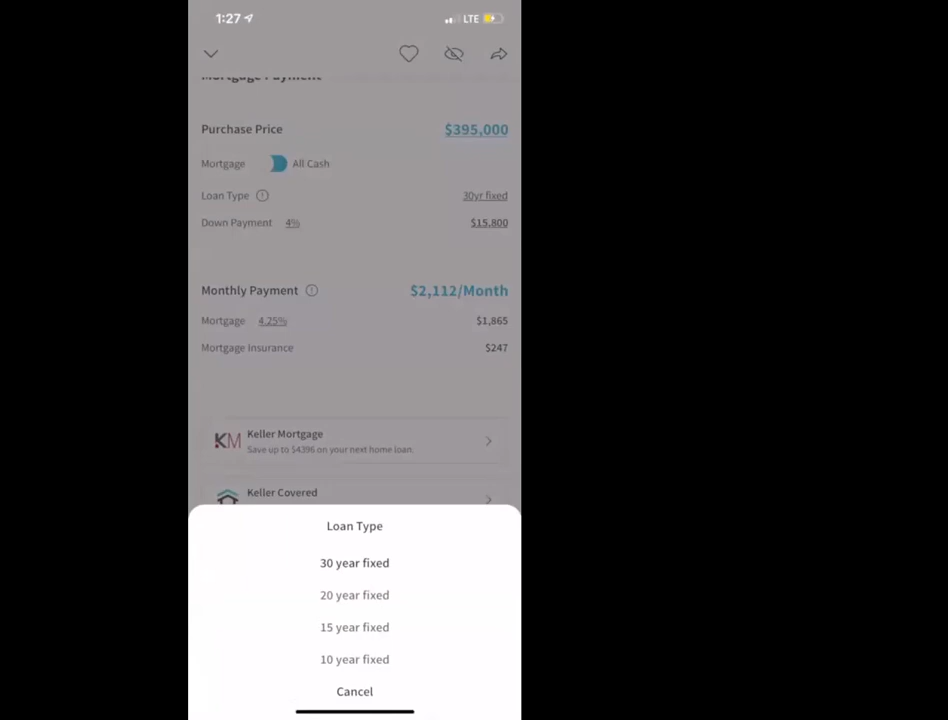 1:27 LTE
Mortgage Payment
Purchase Price $395,000
Mortgage All Cash
Loan Type 30yr fixed
Down Payment 4% $15,800
Monthly Payment $2,112/Month
Mortgage 4.25% $1,865
Mortgage Insurance $247
KM Keller Mortgage
Save up to $4396 on your next home loan.
Keller Covered
Loan Type
30 year fixed
20 year fixed
15 year fixed
10 year fixed
Cancel